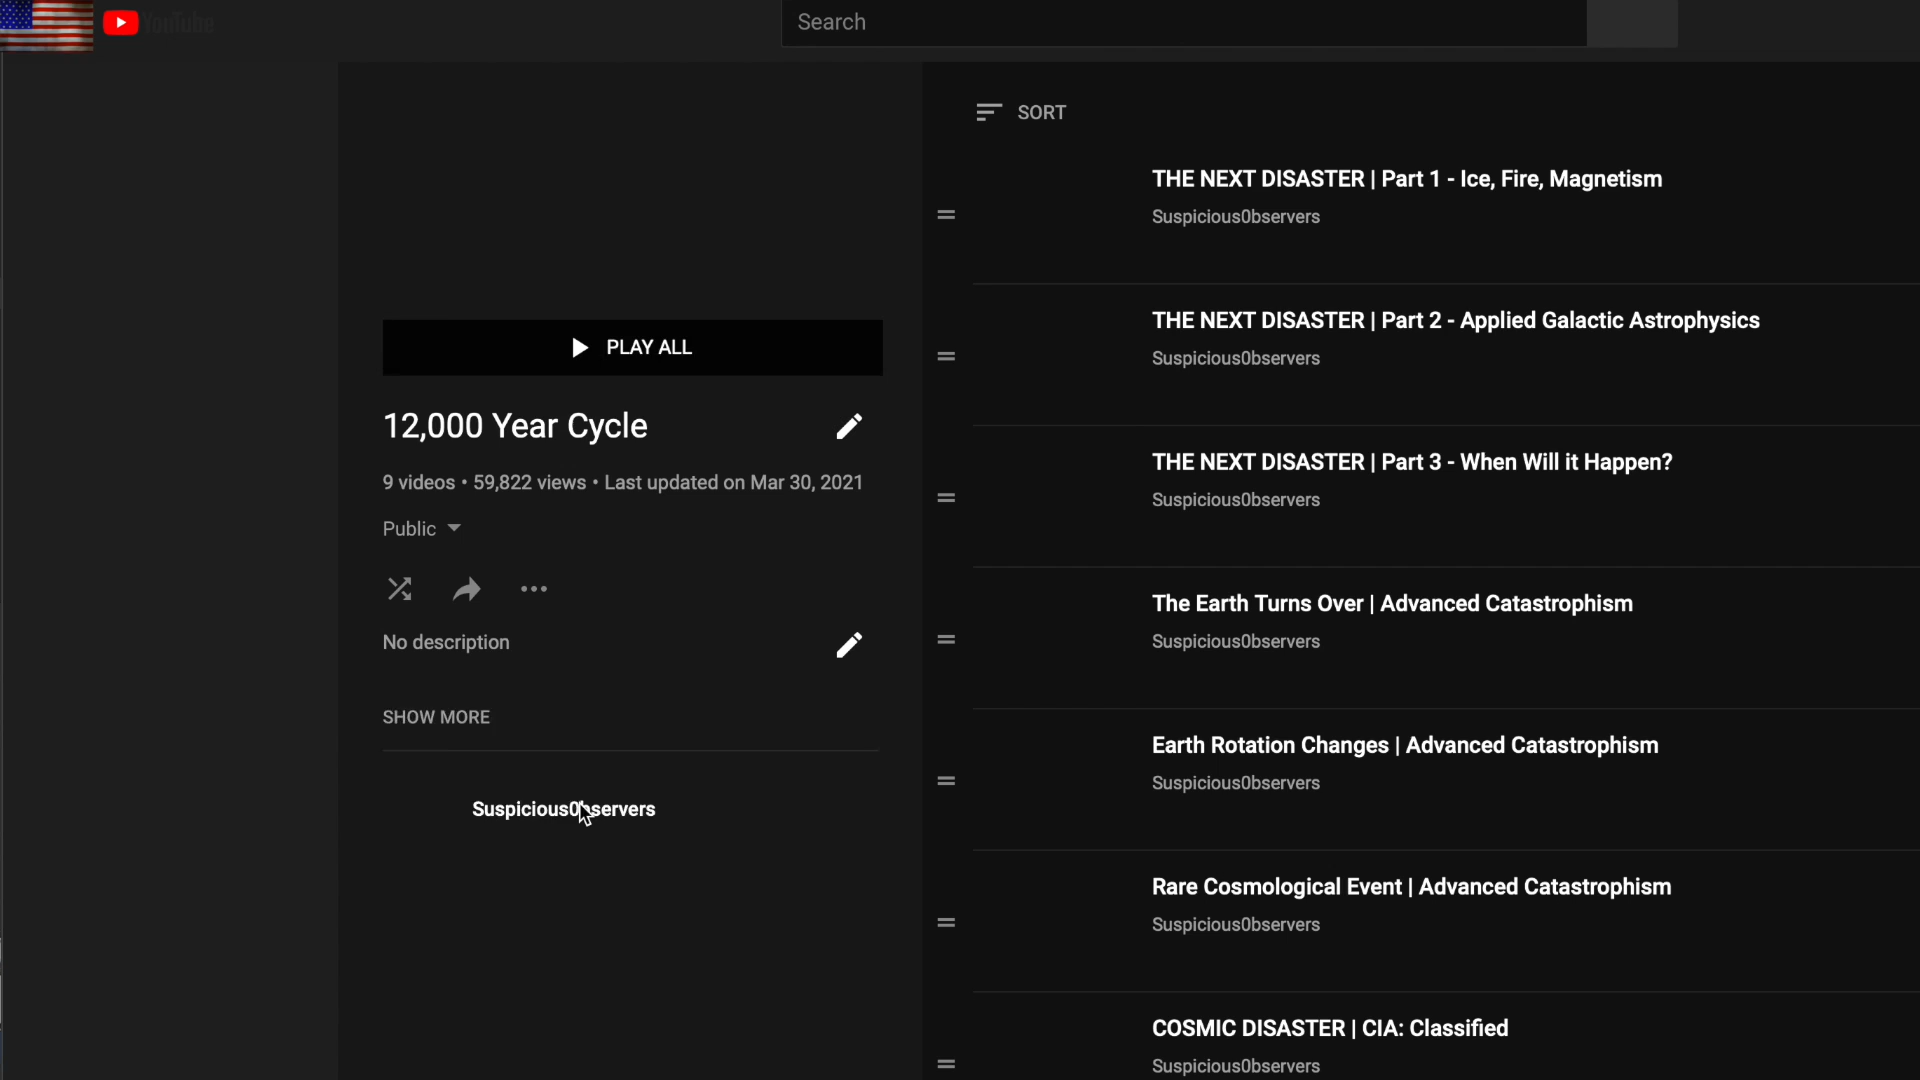 YouTube
Search
SORT
PLAY ALL
12,000 Year Cycle
9 videos • 59,822 views • Last updated on Mar 30, 2021
Public
No description
SHOW MORE
Suspicious0bservers
THE NEXT DISASTER | Part 1 - Ice, Fire, Magnetism
Suspicious0bservers
THE NEXT DISASTER | Part 2 - Applied Galactic Astrophysics
Suspicious0bservers
THE NEXT DISASTER | Part 3 - When Will it Happen?
Suspicious0bservers
The Earth Turns Over | Advanced Catastrophism
Suspicious0bservers
Earth Rotation Changes | Advanced Catastrophism
Suspicious0bservers
Rare Cosmological Event | Advanced Catastrophism
Suspicious0bservers
COSMIC DISASTER | CIA: Classified
Suspicious0bservers